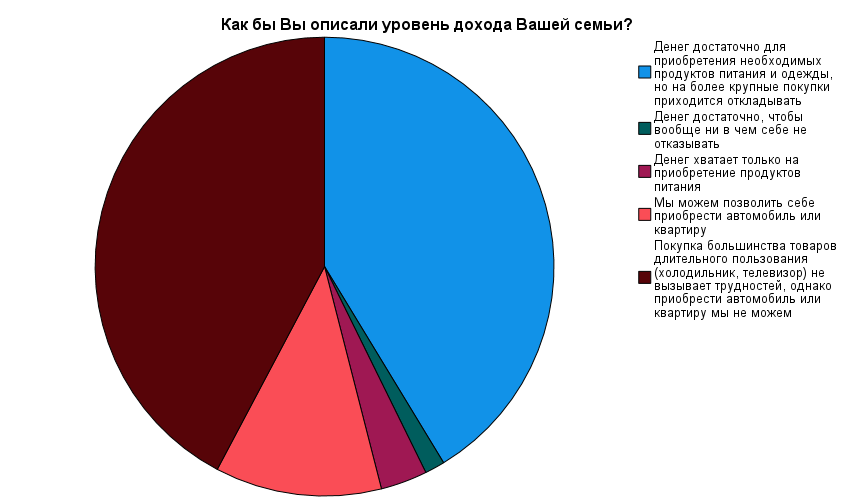 Как бы Вы описали уровень дохода Вашей семьи?
Денег достаточно для
приобретения необходимых
продуктов питания и одежды,
но на более крупные покупки
приходится откладывать
Денег достаточно, чтобы
вообще ни в чем себе не
отказывать
Денег хватает только на
приобретение продуктов
питания
Мы можем позволить себе
приобрести автомобиль или
квартиру
Покупка большинства товаров
длительного пользования
(холодильник, телевизор) не
вызывает трудностей, однако
приобрести автомобиль или
квартиру мы не можем